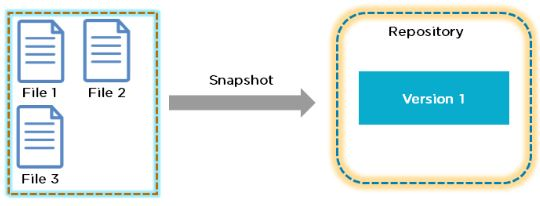 File 1
File 2
File 3
Snapshot
Repository
Version 1